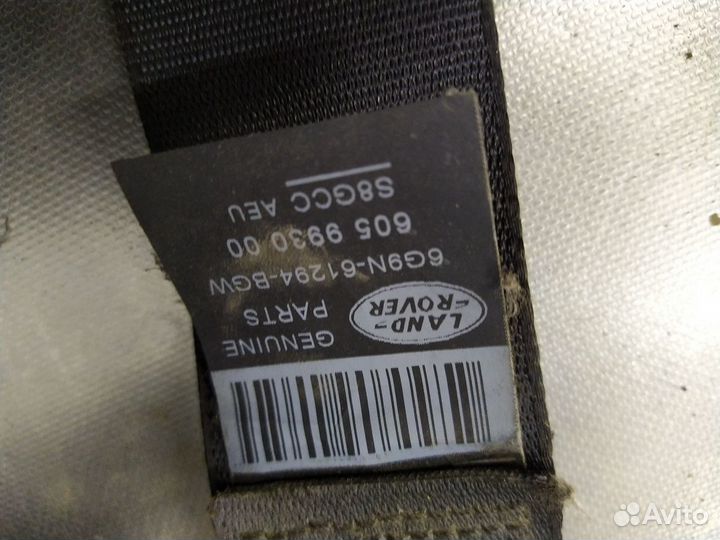 GENUINE
PARTS
LAND-
ROVER
6G9N-61294-BGW
605 9930 00
S8GCC AEU
Avito